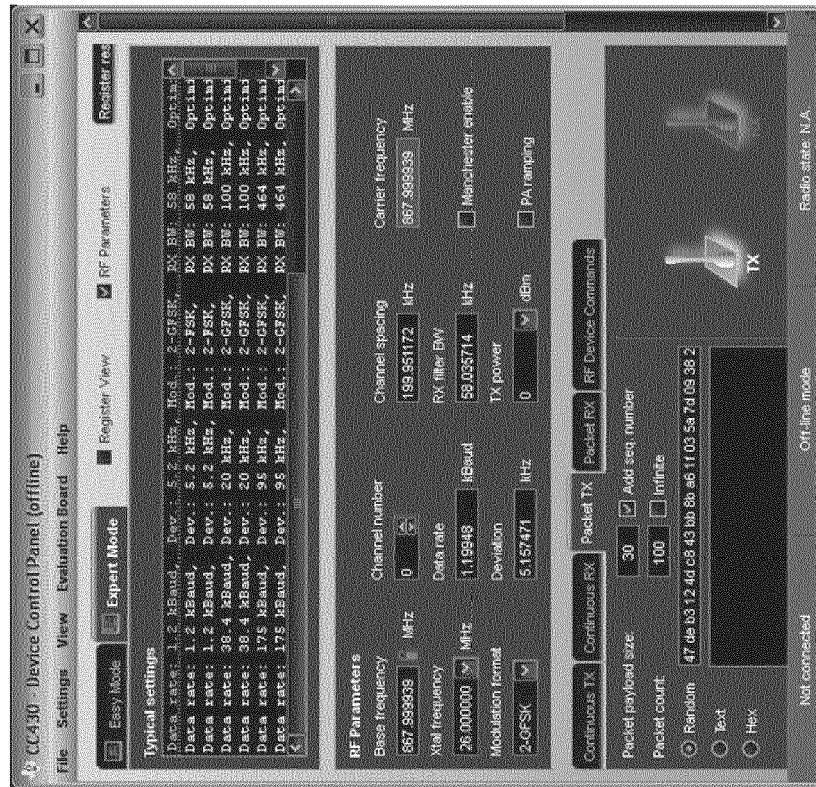 CC430 - Device Control Panel (offline)
File Settings View Evaluation Board Help
Easy Mode Expert Mode Register View RF Parameters Register res
Typical settings
Data rate: 1.2 kBaud, Dev.: 5.2 kHz, Mod.: 2-GFSK, RX BW: 58 kHz, Optimi
Data rate: 1.2 kBaud, Dev.: 5.2 kHz, Mod.: 2-FSK, RX BW: 58 kHz, Optimi
Data rate: 1.2 kBaud, Dev.: 5.2 kHz, Mod.: 2-FSK, RX BW: 58 kHz, Optimi
Data rate: 38.4 kBaud, Dev.: 20 kHz, Mod.: 2-GFSK, RX BW: 100 kHz, Optimi
Data rate: 38.4 kBaud, Dev.: 20 kHz, Mod.: 2-GFSK, RX BW: 100 kHz, Optimi
Data rate: 175 kBaud, Dev.: 95 kHz, Mod.: 2-GFSK, RX BW: 464 kHz, Optimi
Data rate: 175 kBaud, Dev.: 95 kHz, Mod.: 2-GFSK, RX BW: 464 kHz, Optimi
RF Parameters
Base frequency Channel number Channel spacing Carrier frequency
867.999939 MHz 0 199.951172 kHz 867.999939 MHz
Xtal frequency Data rate RX filter BW
26.000000 MHz 1.19948 kBaud 58.035714 kHz Manchester enable
Modulation format Deviation TX power
2-GFSK 5.157471 kHz 0 dBm PA ramping
Continuous TX Continuous RX Packet TX Packet RX RF Device Commands
Packet payload size: 30 Add seq. number
Packet count: 100 Infinite
Random 47 de b3 12 4d c8 43 bb 8b a6 1f 03 5a 7d 09 38 2
Text
Hex
TX
Not connected Off-line mode Radio state: N.A.